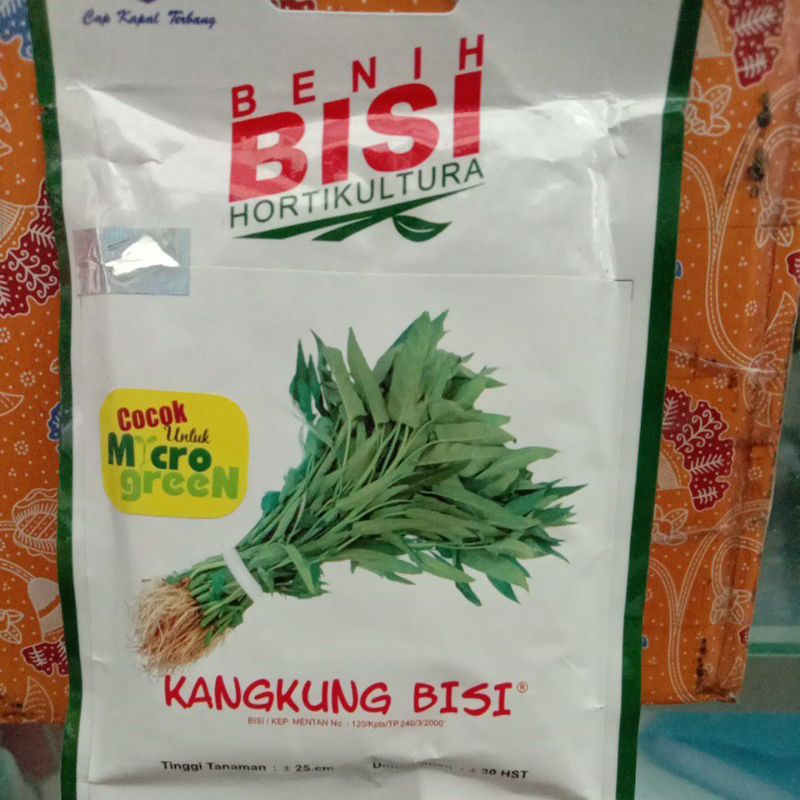 Cap Kapal Terbang
BENIH
BISI
HORTIKULTURA
Cocok
Untuk
Micro
greeN
KANGKUNG BISI®
BISI / KEP. MENTAN No. : 120/Kpts/TP.240/3/2000
Tinggi Tanaman : ± 25 cm
: ± 30 HST